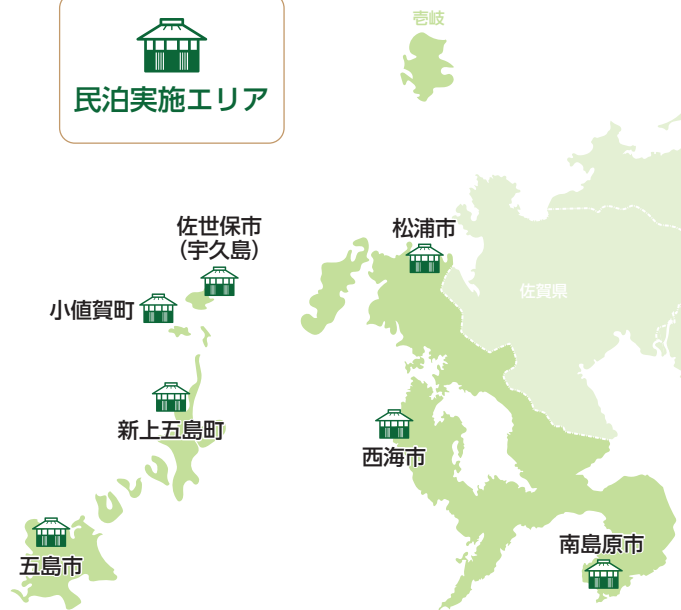 民泊実施エリア
壱岐
佐世保市
(宇久島)
松浦市
小値賀町
佐賀県
新上五島町
西海市
五島市
南島原市